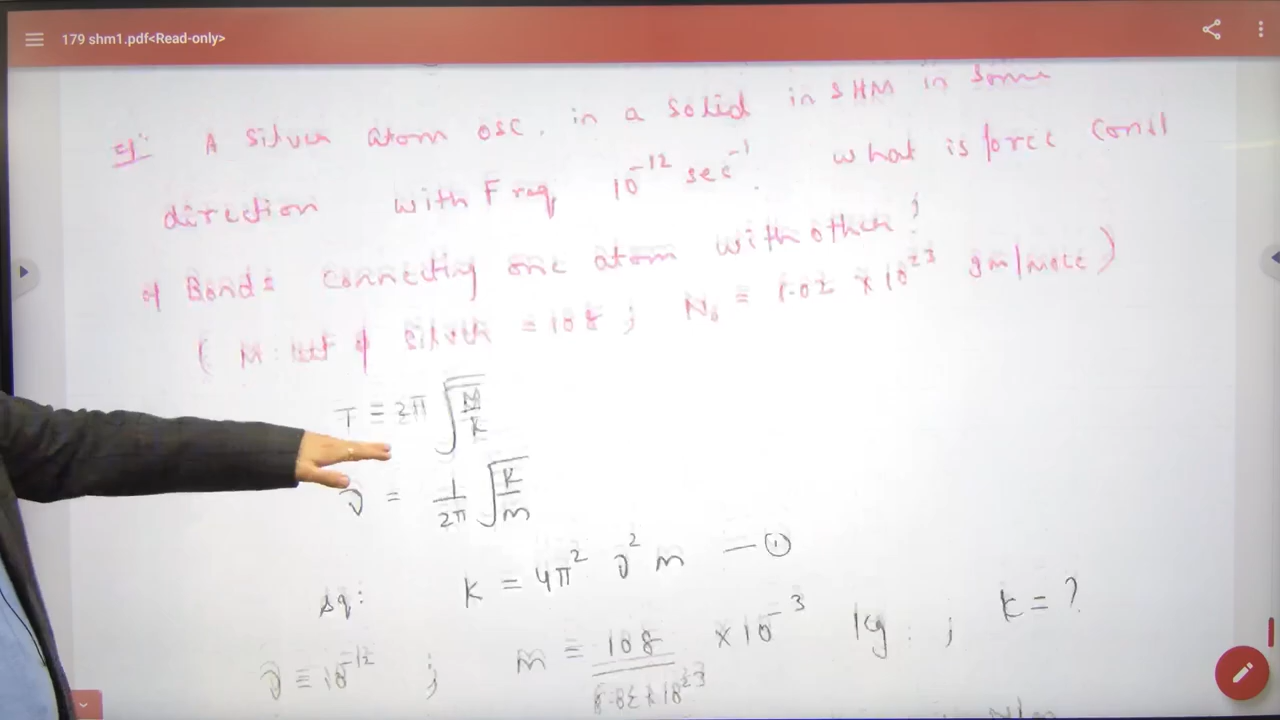 179 shm1.pdf<Read-only>
eg: A silver atom osc. in a solid in SHM in some
direction with Freq. 10⁻¹² sec⁻¹. what is force const
of Bonds connecting one atom with other;
( M. wt of silver = 108 ; = 6.02 × 10²³ gm/mole )
T = 2π √(M/K)
ν = 1/2π √(K/m)
sq: K = 4π² ν² m — ①
ν = 10⁻¹² ; m = 108/6.02×10²³ × 10⁻³ kg ; K = ?